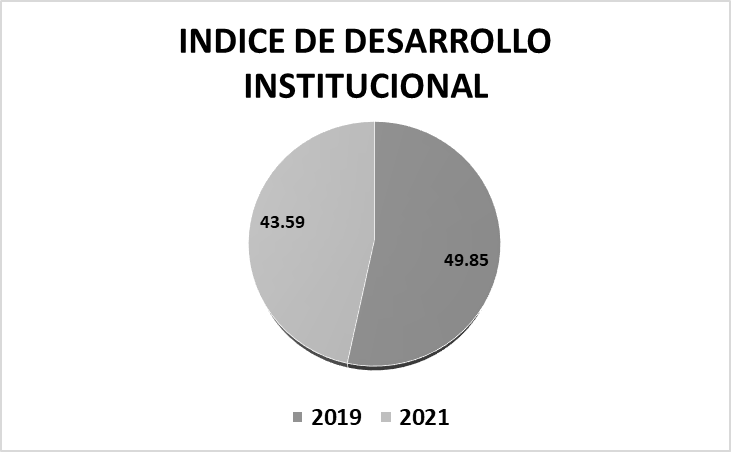 INDICE DE DESARROLLO
INSTITUCIONAL
43.59
49.85
2019 2021